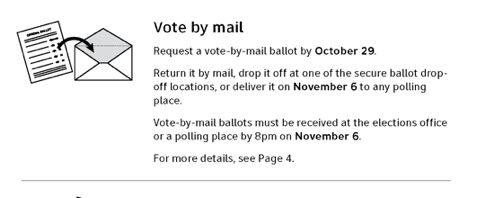 Vote by mail
Request a vote-by-mail ballot by October 29.
Return it by mail, drop it off at one of the secure ballot drop-
off locations, or deliver it on November 6 to any polling
place.
Vote-by-mail ballots must be received at the elections office
or a polling place by 8pm on November 6.
For more details, see Page 4.